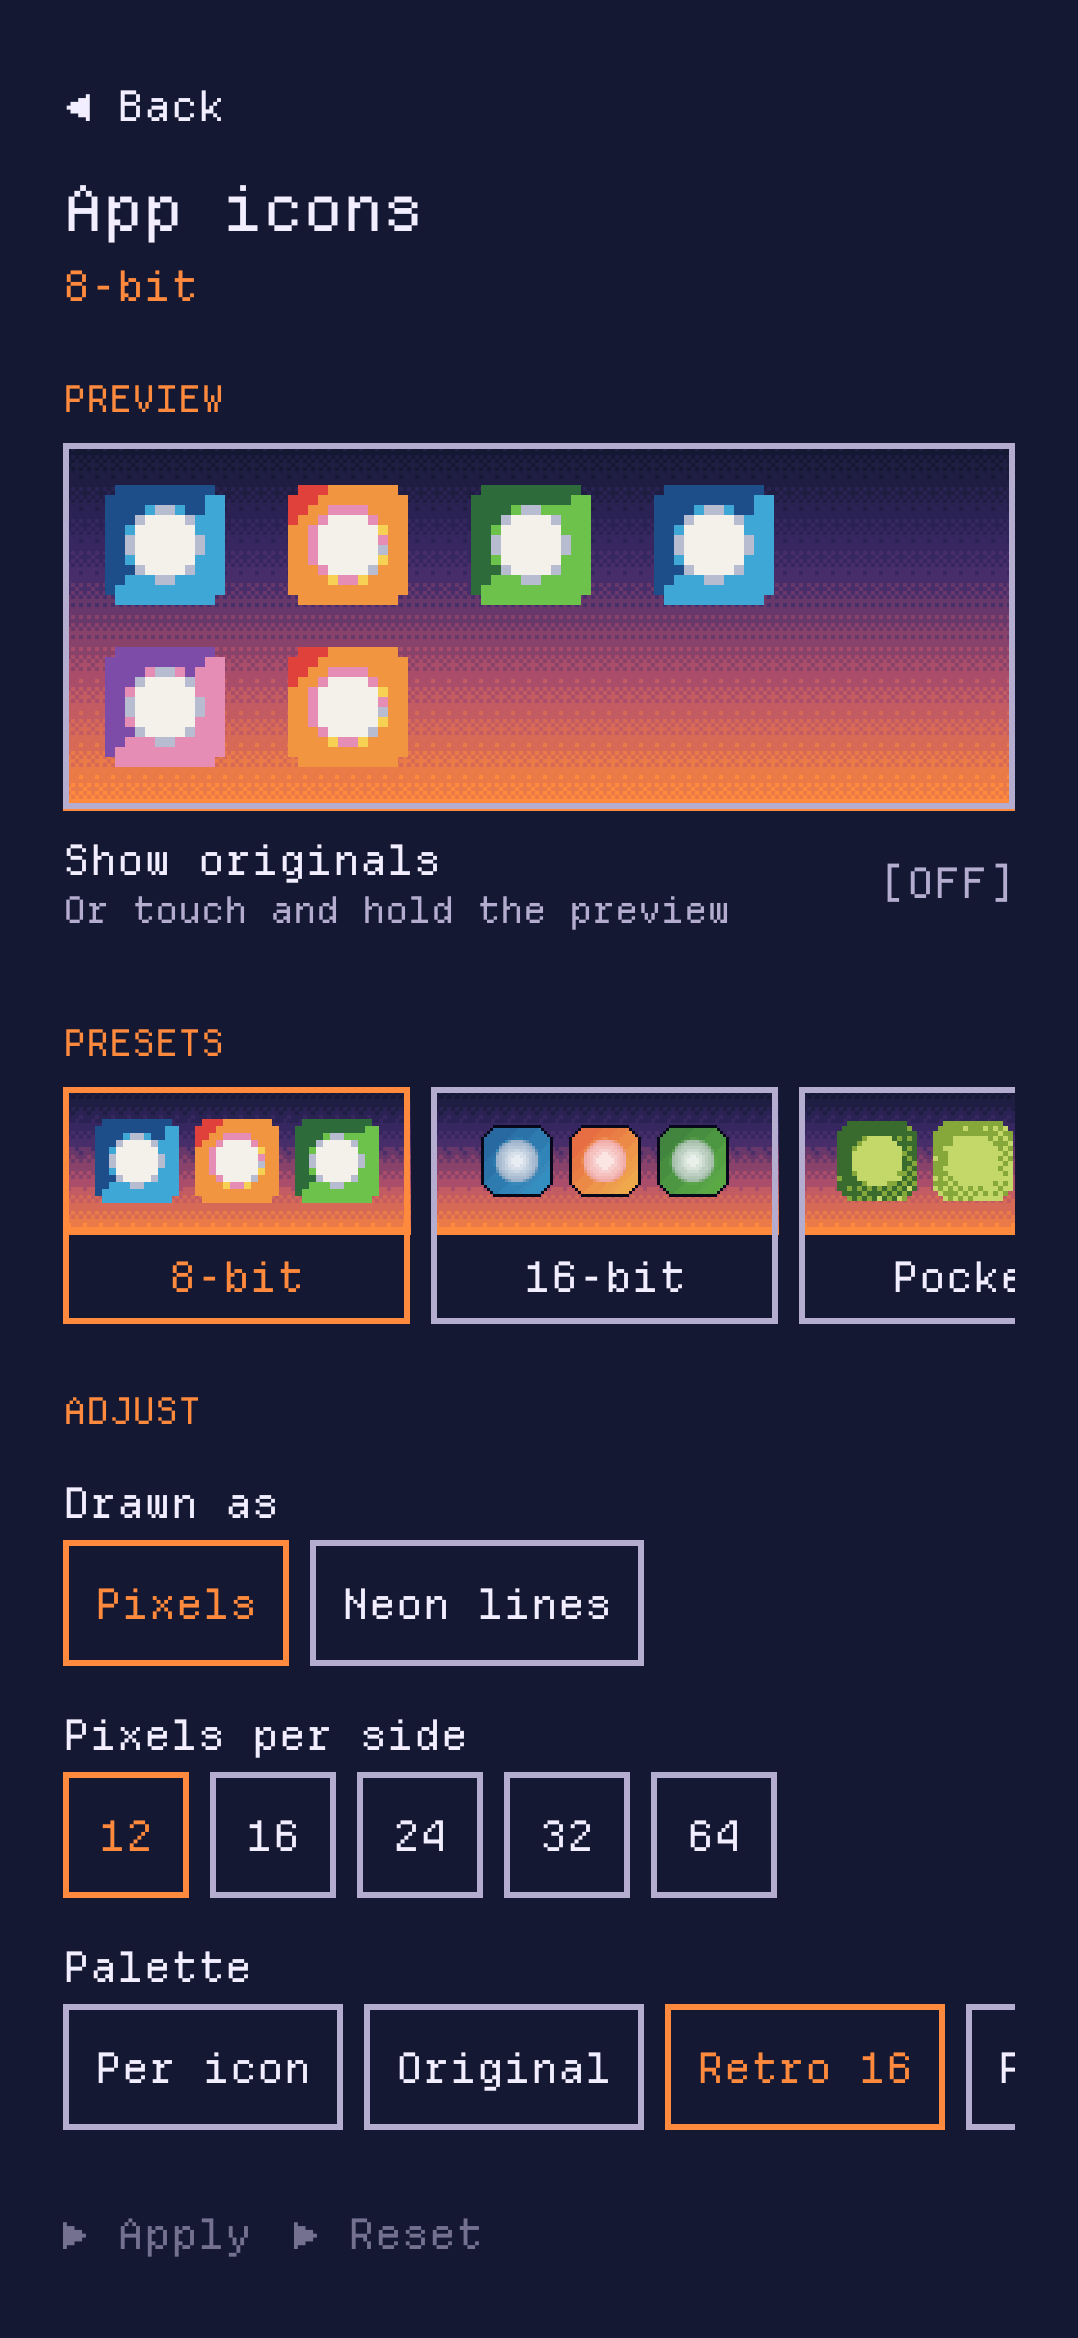 Back
App icons
8-bit
PREVIEW
Show originals
[OFF]
Or touch and hold the preview
PRESETS
8-bit
16-bit
Pocke
ADJUST
Drawn as
Pixels
Neon lines
Pixels per side
12
16
24
32
64
Palette
Per icon
Original
Retro 16
Apply
Reset